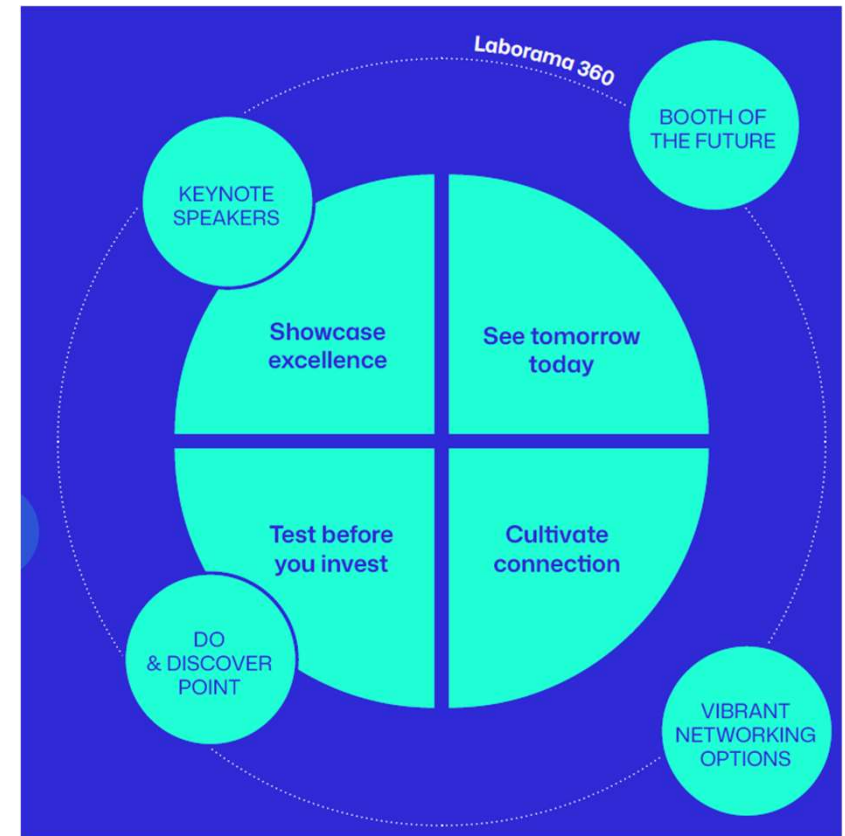 Laborama 360
BOOTH OF
THE FUTURE
KEYNOTE
SPEAKERS
Showcase
excellence
See tomorrow
today
Test before
you invest
Cultivate
connection
DO
& DISCOVER
POINT
VIBRANT
NETWORKING
OPTIONS